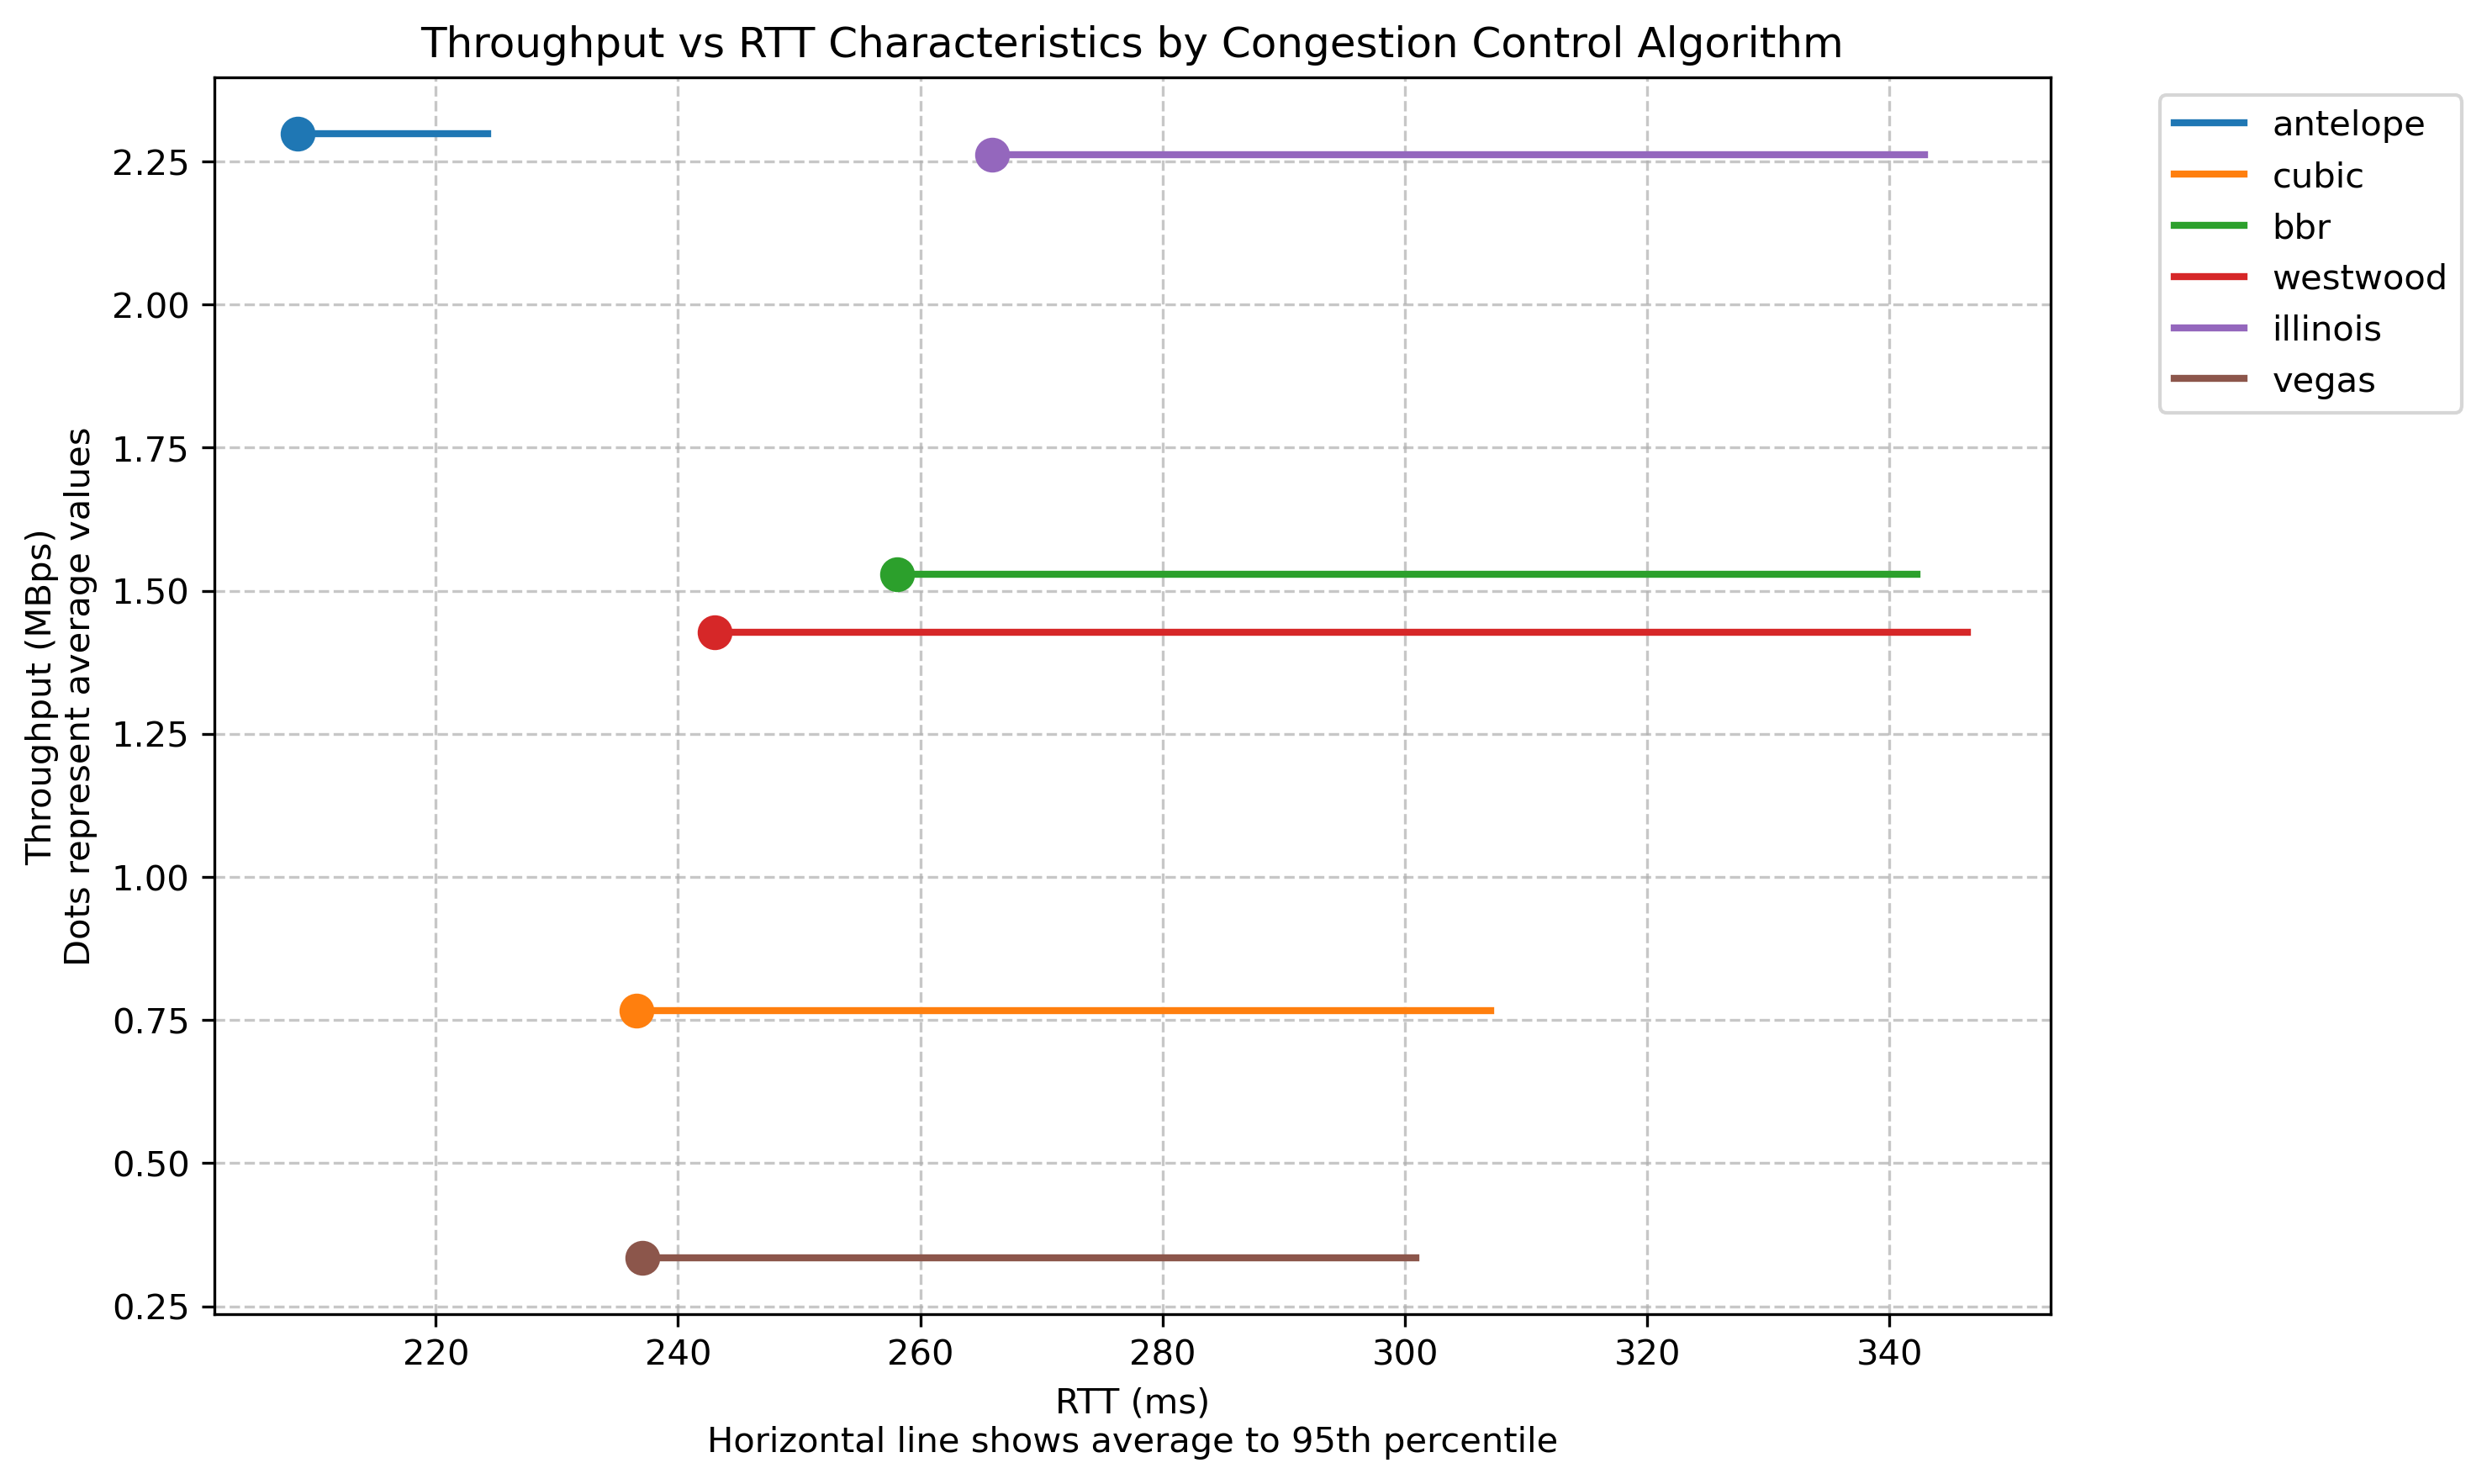 Throughput vs RTT Characteristics by Congestion Control Algorithm
Throughput (MBps)
Dots represent average values
2.25
2.00
1.75
1.50
1.25
1.00
0.75
0.50
0.25
220
240
260
280
300
320
340
RTT (ms)
Horizontal line shows average to 95th percentile
antelope
cubic
bbr
westwood
illinois
vegas